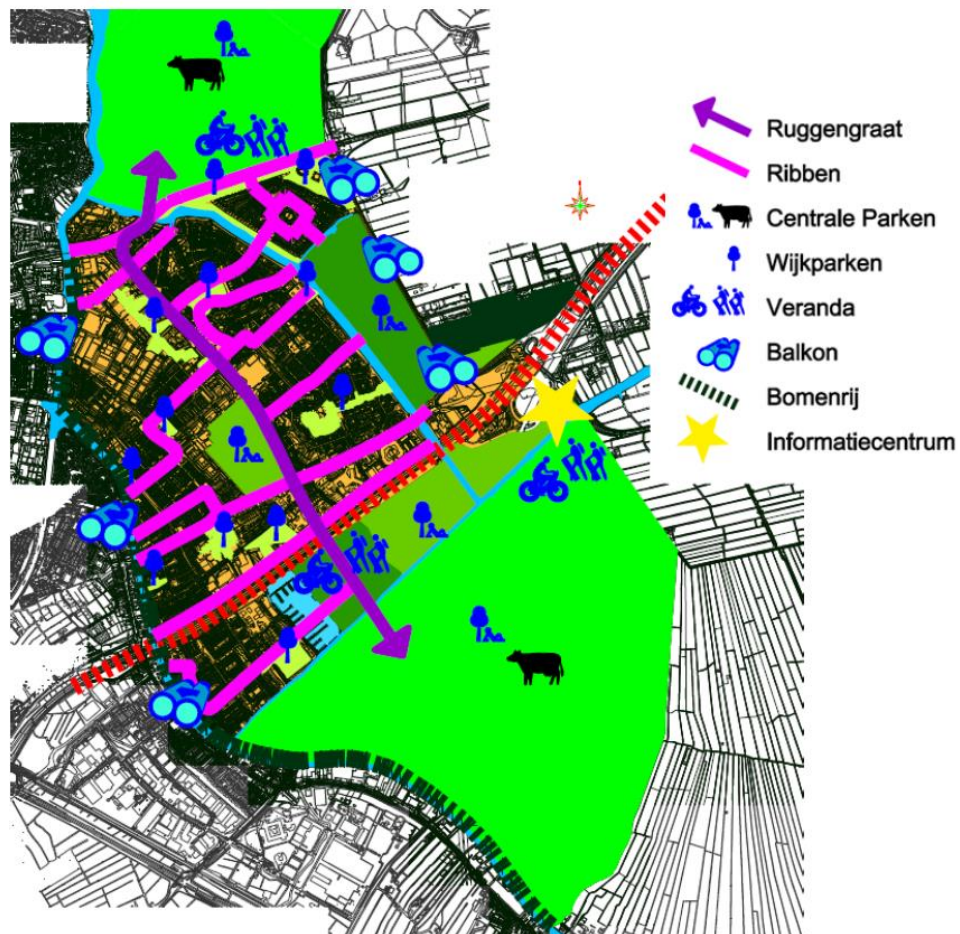 Ruggengraat
Ribben
Centrale Parken
Wijkparken
Veranda
Balkon
Bomenrij
Informatiecentrum